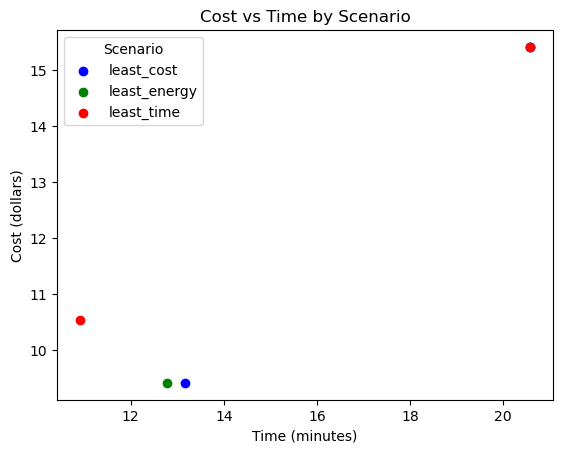 Cost vs Time by Scenario
Scenario
least_cost
least_energy
least_time
Cost (dollars)
15
14
13
12
11
10
12 14 16 18 20
Time (minutes)